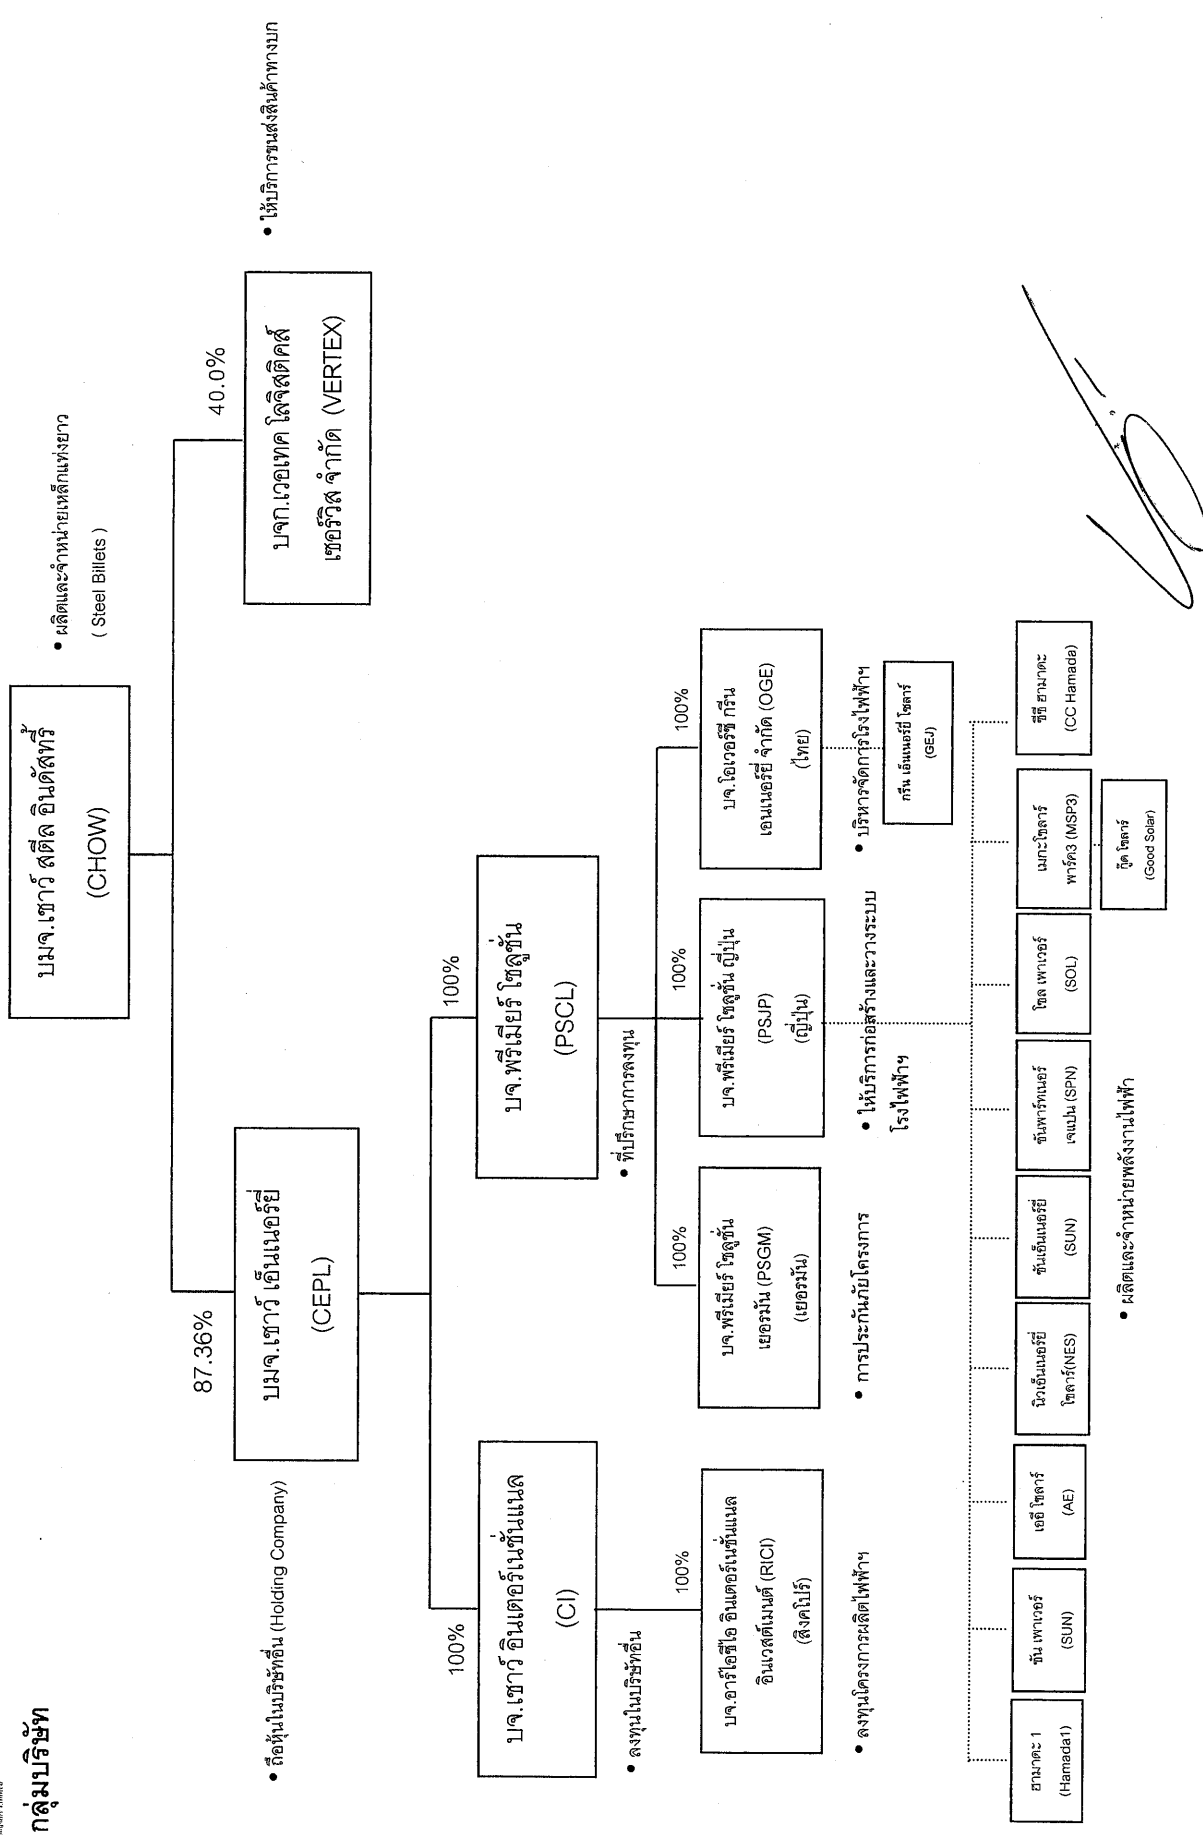 กลุ่มบริษัท
บมจ.เชาว์ สตีล อินดัสทรี้
(CHOW)
• ผลิตและจำหน่ายเหล็กแท่งยาว
( Steel Billets )
87.36%
40.0%
• ถือหุ้นในบริษัทอื่น (Holding Company)
บมจ.เชาว์ เอ็นเนอร์ยี่
(CEPL)
บจก.เวอเทค โลจิสติคส์
เซอร์วิส จำกัด (VERTEX)
• ให้บริการขนส่งสินค้าทางบก
100%
100%
บจ.เชาว์ อินเตอร์เนชั่นแนล
(CI)
บจ.พรีเมียร์ โซลูชั่น
(PSCL)
• ลงทุนในบริษัทอื่น
• ที่ปรึกษาการลงทุน
100%
100%
100%
100%
บจ.อาร์ไอซีไอ อินเตอร์เนชั่นแนล
อินเวสต์เมนต์ (RICI)
(สิงคโปร์)
บจ.พรีเมียร์ โซลูชั่น
เยอรมัน (PSGM)
(เยอรมัน)
บจ.พรีเมียร์ โซลูชั่น ญี่ปุ่น
(PSJP)
(ญี่ปุ่น)
บจ.โอเวอร์ซี กรีน
เอนเนอร์ยี่ จำกัด (OGE)
(ไทย)
• ลงทุนโครงการผลิตไฟฟ้าฯ
• การประกันภัยโครงการ
• ให้บริการก่อสร้างและวางระบบ
โรงไฟฟ้าฯ
• บริหารจัดการโรงไฟฟ้าฯ
กรีน เอ็นเนอร์ยี่ โซลาร์
(GEJ)
ฮามาดะ 1
(Hamada1)
ซัน เพาเวอร์
(SUN)
เออี โซลาร์
(AE)
นิวเอ็นเนอร์ยี่
โซลาร์(NES)
ซันเอ็นเนอร์ยี่
(SUN)
ซันพาร์ทเนอร์
เจแปน (SPN)
โซล เพาเวอร์
(SOL)
เมกะโซลาร์
พาร์ค3 (MSP3)
ซีซี ฮามาดะ
(CC Hamada)
กู๊ด โซลาร์
(Good Solar)
• ผลิตและจำหน่ายพลังงานไฟฟ้า